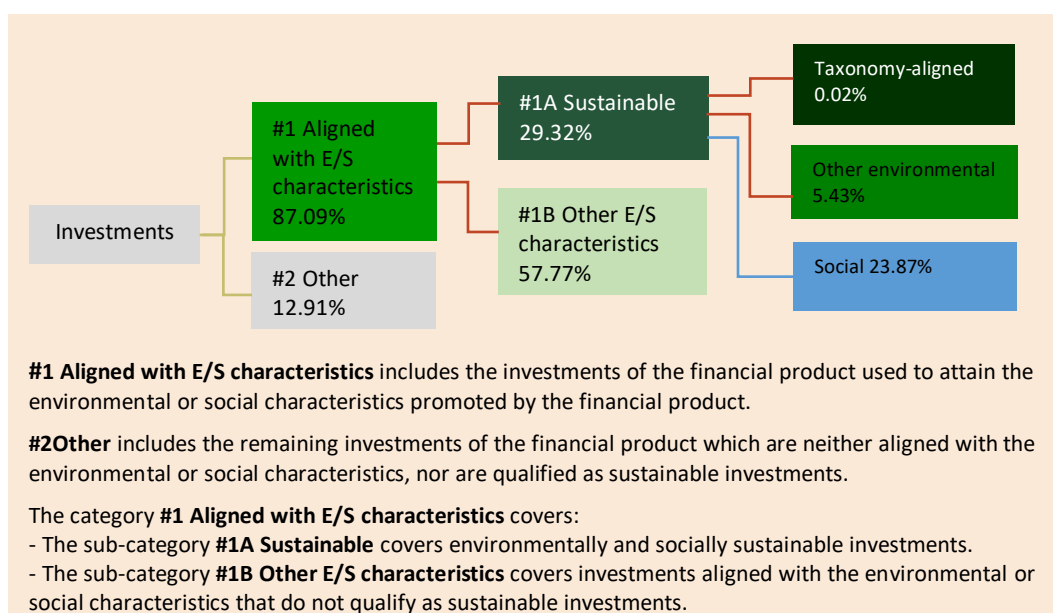 Investments
#1 Aligned
with E/S
characteristics
87.09%
#2 Other
12.91%
#1A Sustainable
29.32%
#1B Other E/S
characteristics
57.77%
Taxonomy-aligned
0.02%
Other environmental
5.43%
Social 23.87%
#1 Aligned with E/S characteristics includes the investments of the financial product used to attain the
environmental or social characteristics promoted by the financial product.
#2Other includes the remaining investments of the financial product which are neither aligned with the
environmental or social characteristics, nor are qualified as sustainable investments.
The category #1 Aligned with E/S characteristics covers:
- The sub-category #1A Sustainable covers environmentally and socially sustainable investments.
- The sub-category #1B Other E/S characteristics covers investments aligned with the environmental or
social characteristics that do not qualify as sustainable investments.